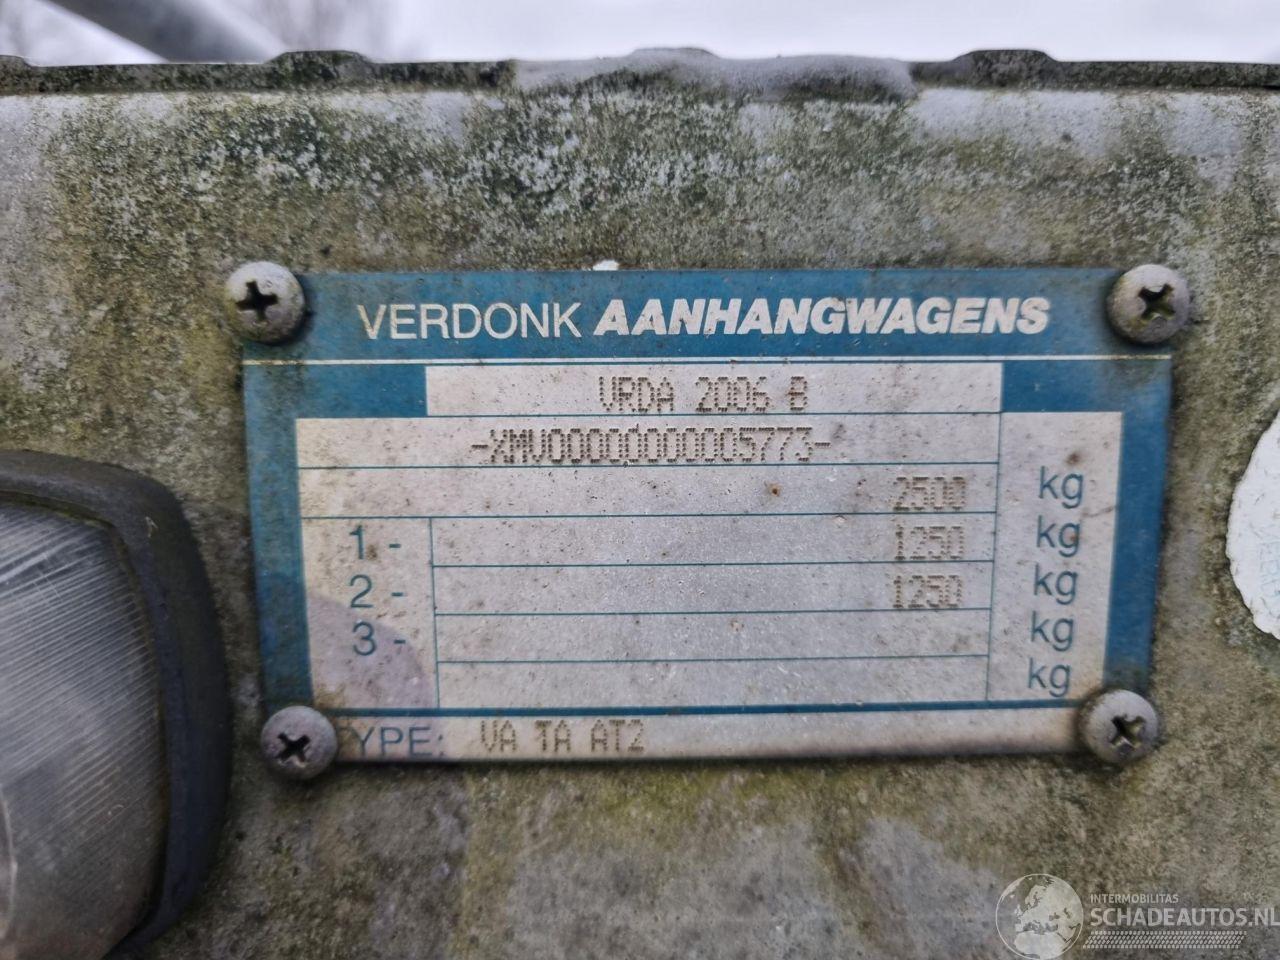 VERDONK AANHANGWAGENS
VRDA 2006 B
-XMV00000000005773-
2500 kg
1- 1250 kg
2- 1250 kg
3- kg
kg
TYPE: VA TA AT2
INTERMOBILITAS
SCHADEAUTOS.NL